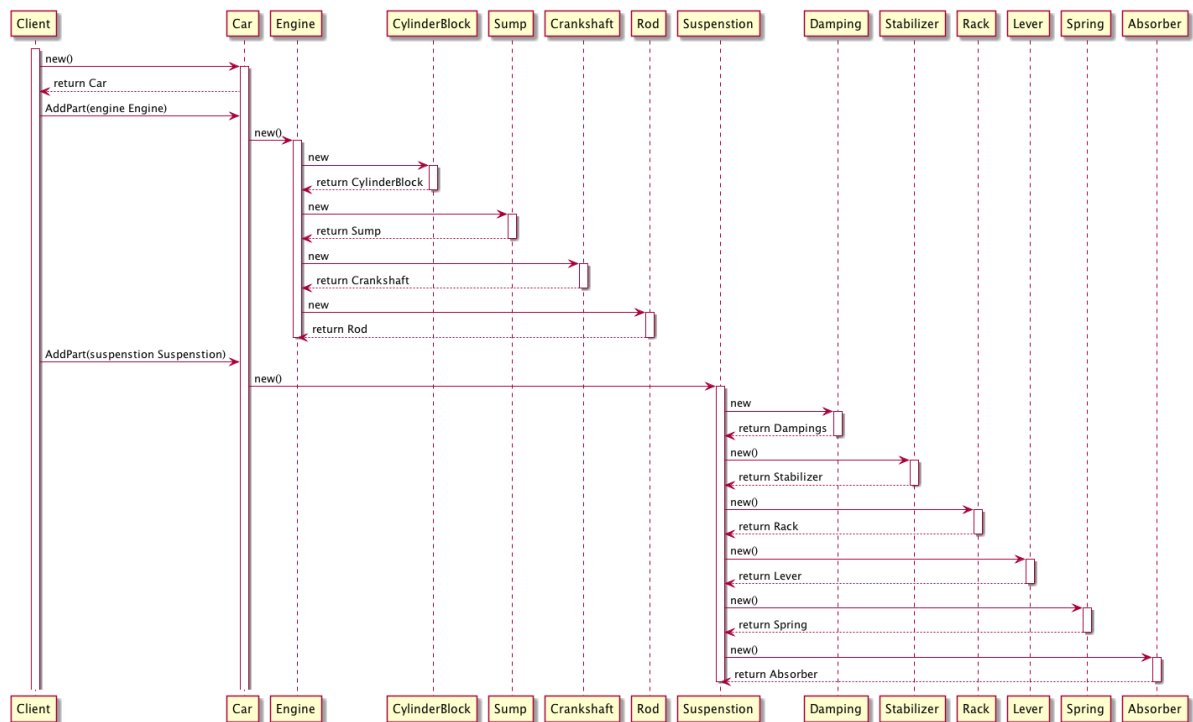 Client Car Engine CylinderBlock Sump Crankshaft Rod Suspenstion Damping Stabilizer Rack Lever Spring Absorber
new()
return Car
AddPart(engine Engine)
new()
new
return CylinderBlock
new
return Sump
new
return Crankshaft
new
return Rod
AddPart(suspenstion Suspenstion)
new()
new
return Dampings
new()
return Stabilizer
new()
return Rack
new()
return Lever
new()
return Spring
new()
return Absorber
Client Car Engine CylinderBlock Sump Crankshaft Rod Suspenstion Damping Stabilizer Rack Lever Spring Absorber